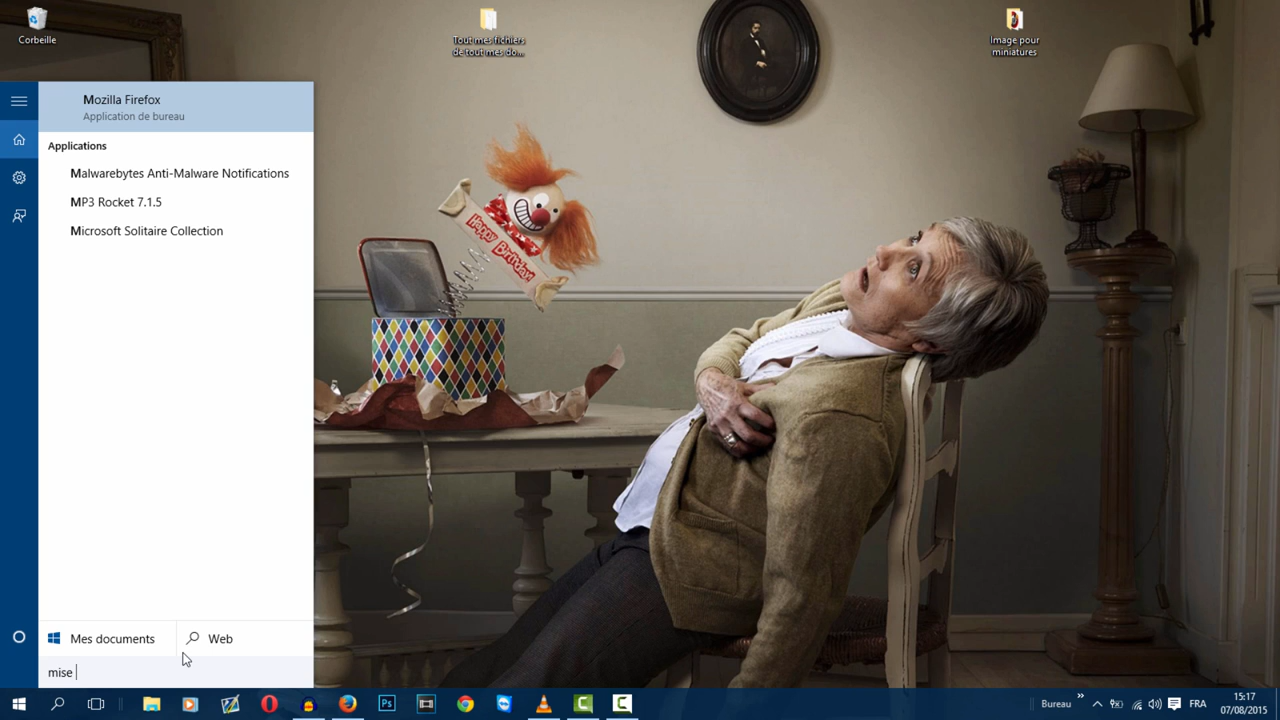 Corbeille
Tout mes fichiers
de tout mes do...
Image pour
miniatures
Mozilla Firefox
Application de bureau
Applications
Malwarebytes Anti-Malware Notifications
MP3 Rocket 7.1.5
Microsoft Solitaire Collection
Happy
Birthday!
Mes documents
Web
mise
Ps
Bureau
»
FRA
15:17
07/08/2015